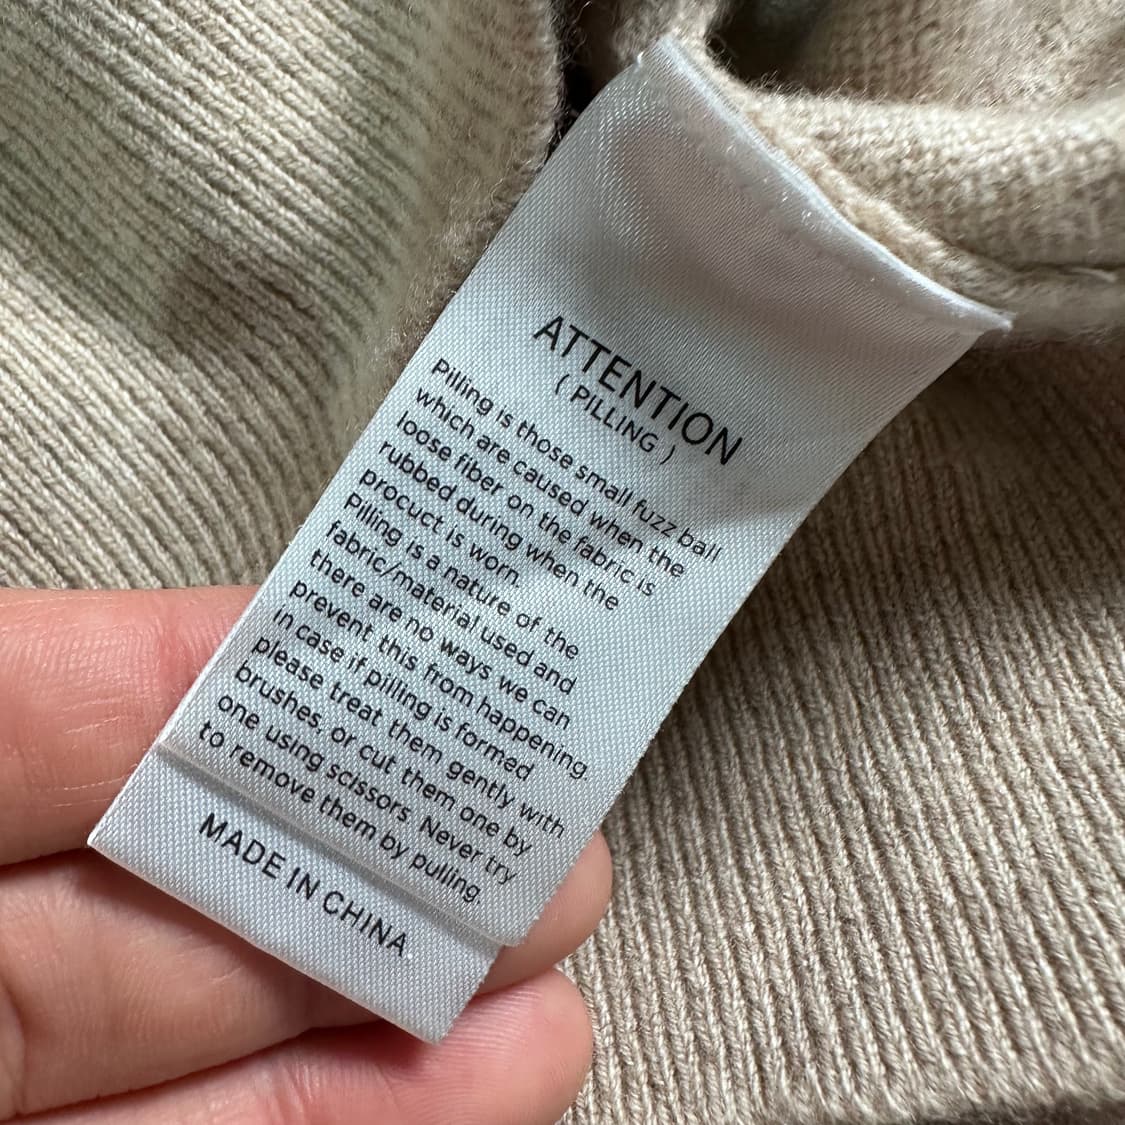 ATTENTION
( PILLING )
Pilling is those small fuzz ball
which are caused when the
loose fiber on the fabric is
rubbed during when the
procuct is worn.
Pilling is a nature of the
fabric/material used and
there are no ways we can
prevent this from happening.
In case if pilling is formed
please treat them gently with
brushes, or cut them one by
one using scissors. Never try
to remove them by pulling.
MADE IN CHINA